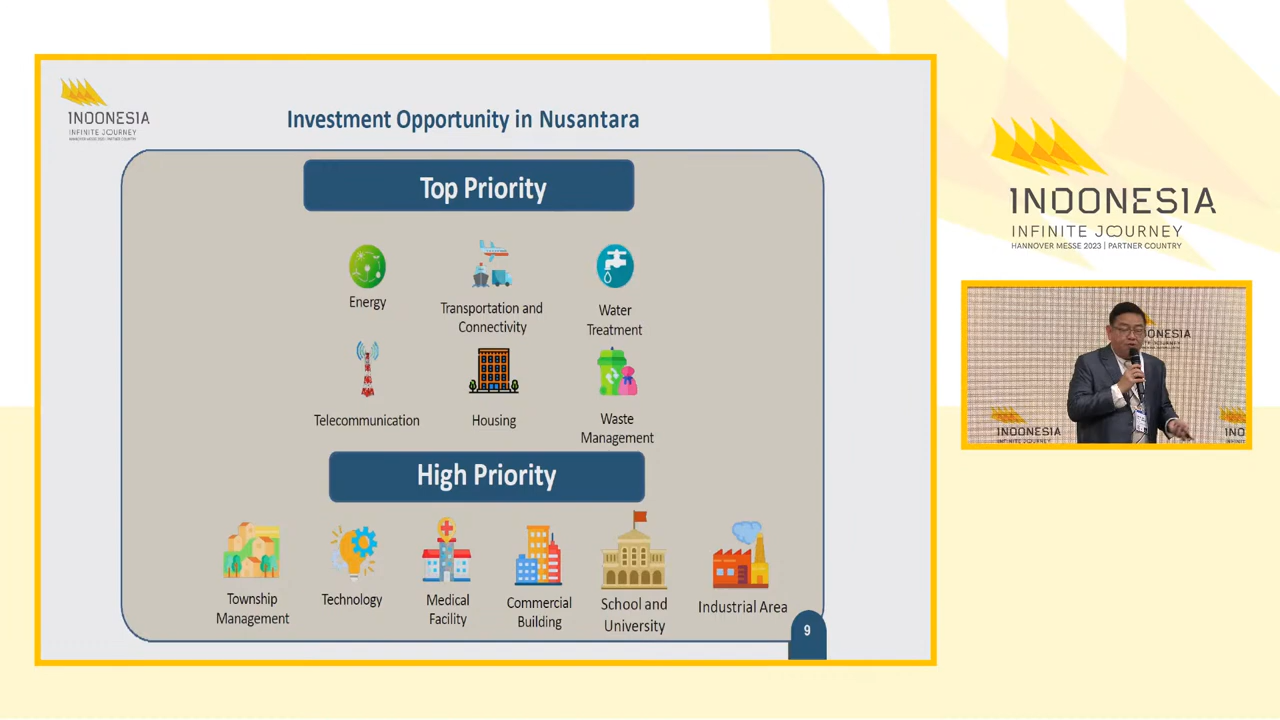 INDONESIA
INFINITE JOURNEY
HANNOVER MESSE 2023 | PARTNER COUNTRY
Investment Opportunity in Nusantara
Top Priority
Energy
Transportation and
Connectivity
Water
Treatment
Telecommunication
Housing
Waste
Management
High Priority
Township
Management
Technology
Medical
Facility
Commercial
Building
School and
University
Industrial Area
9
INDONESIA
INFINITE JOURNEY
HANNOVER MESSE 2023 | PARTNER COUNTRY
INDONESIA
INFINITE JOURNEY